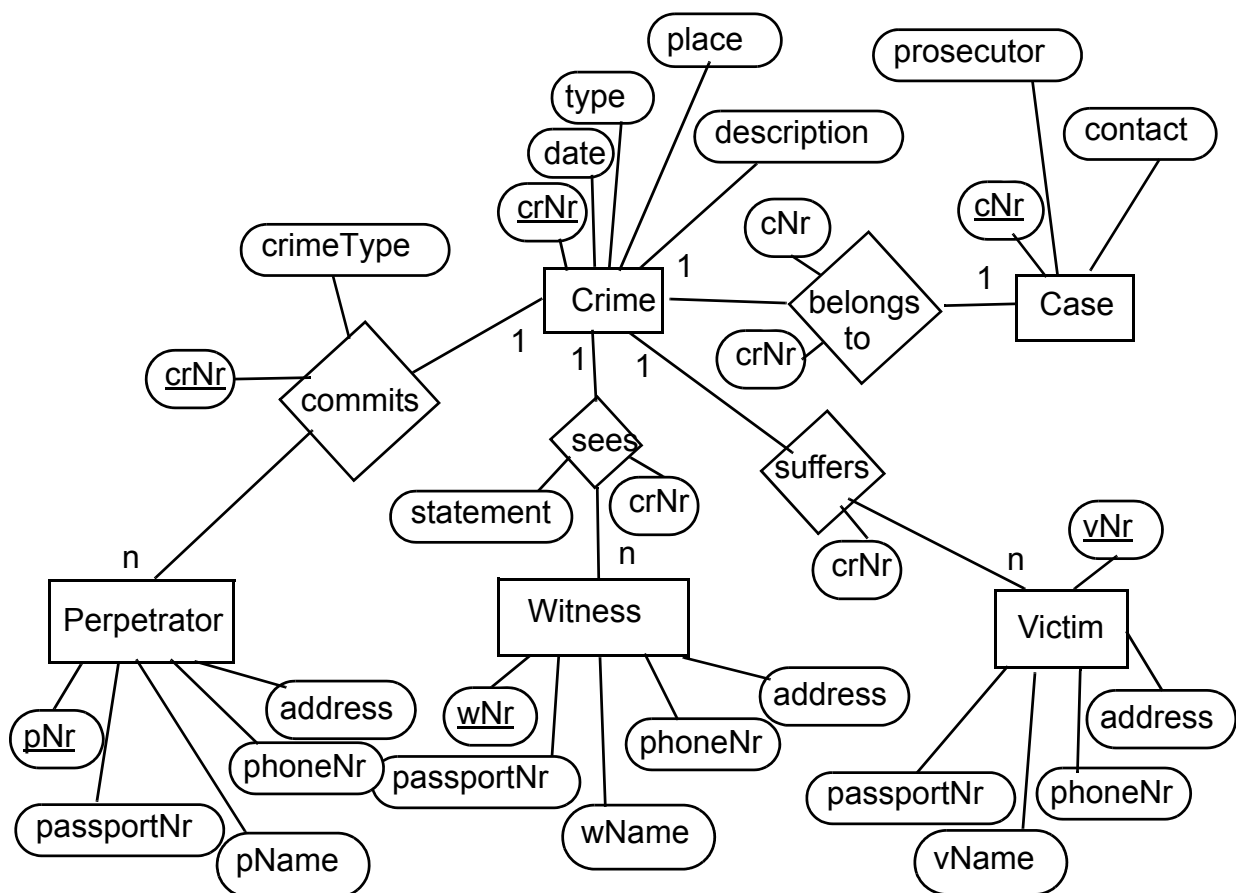 place
prosecutor
type
description
contact
date
crNr
cNr
cNr
crimeType
1
1
Crime
belongs
to
Case
1
1
1
crNr
crNr
commits
sees
suffers
statement
crNr
vNr
n
n
n
crNr
Perpetrator
Witness
Victim
address
wNr
address
address
pNr
phoneNr
passportNr
phoneNr
passportNr
phoneNr
passportNr
wName
pName
vName